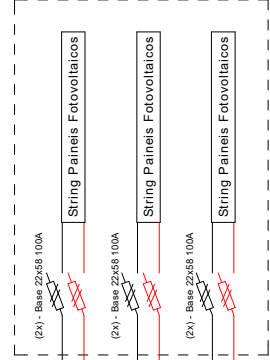 String Paineis Fotovoltaicos
(2x) - Base 22x58 100A
String Paineis Fotovoltaicos
(2x) - Base 22x58 100A
String Paineis Fotovoltaicos
(2x) - Base 22x58 100A